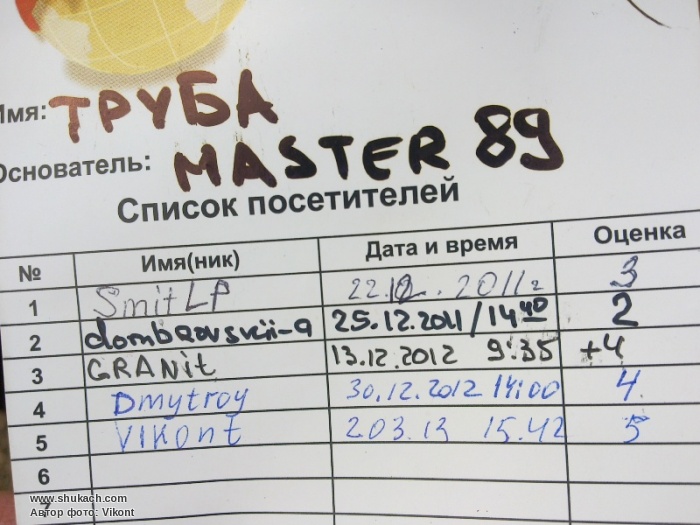 Имя: ТРУБА
Основатель: MASTER 89
Список посетителей
№ Имя(ник) Дата и время Оценка
1 SmitLP 22.12.2011г 3
2 dombrovskii-a 25.12.2011/14 40 2
3 GRANit 13.12.2012 9:35 +4
4 Dmytroy 30.12.2012 14:00 4
5 VIKont 2.03.13 15.42 5
6
7
www.shukach.com
Автор фото: Vikont